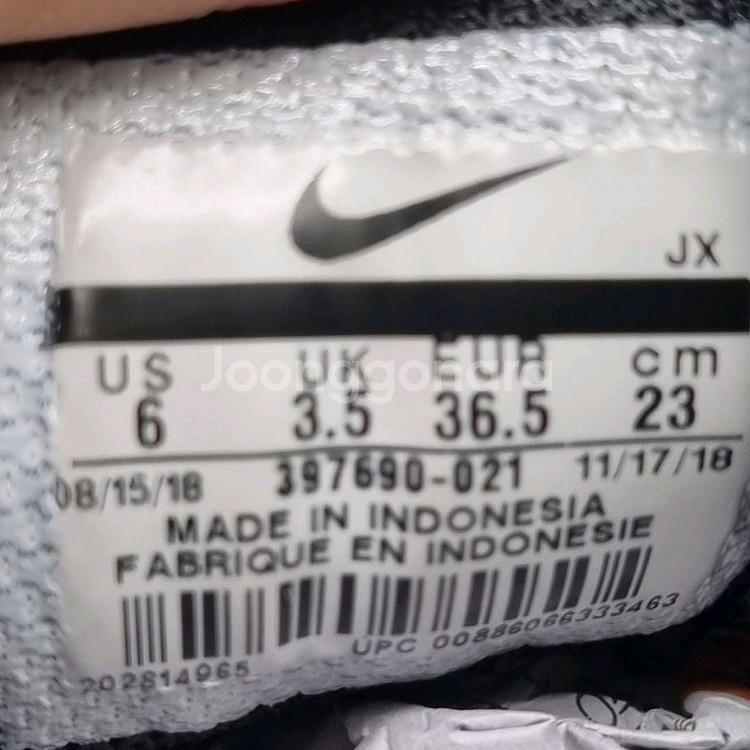 JX
US UK EUR cm
6 3.5 36.5 23
Joonggonara
08/15/18 397690-021 11/17/18
MADE IN INDONESIA
FABRIQUE EN INDONESIE
202814965 UPC 00886066333463